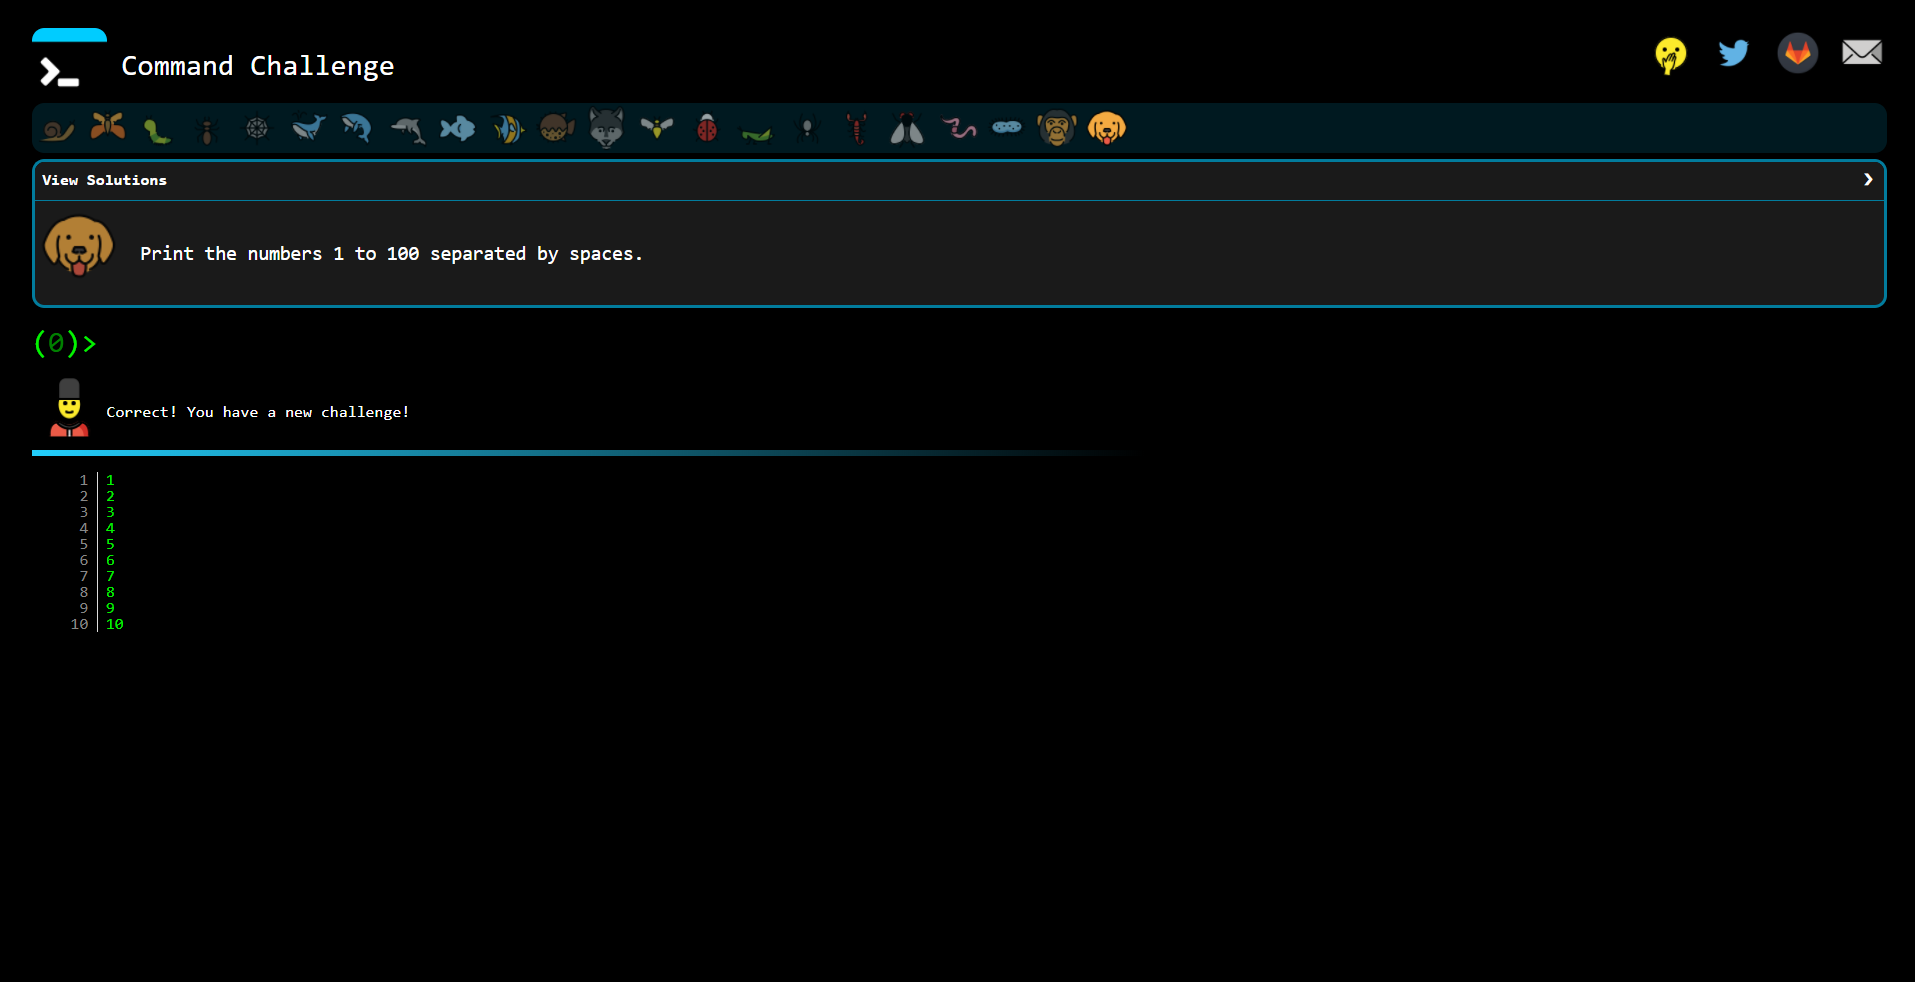 Command Challenge
View Solutions
Print the numbers 1 to 100 separated by spaces.
(0)>
Correct! You have a new challenge!
1 1
2 2
3 3
4 4
5 5
6 6
7 7
8 8
9 9
10 10